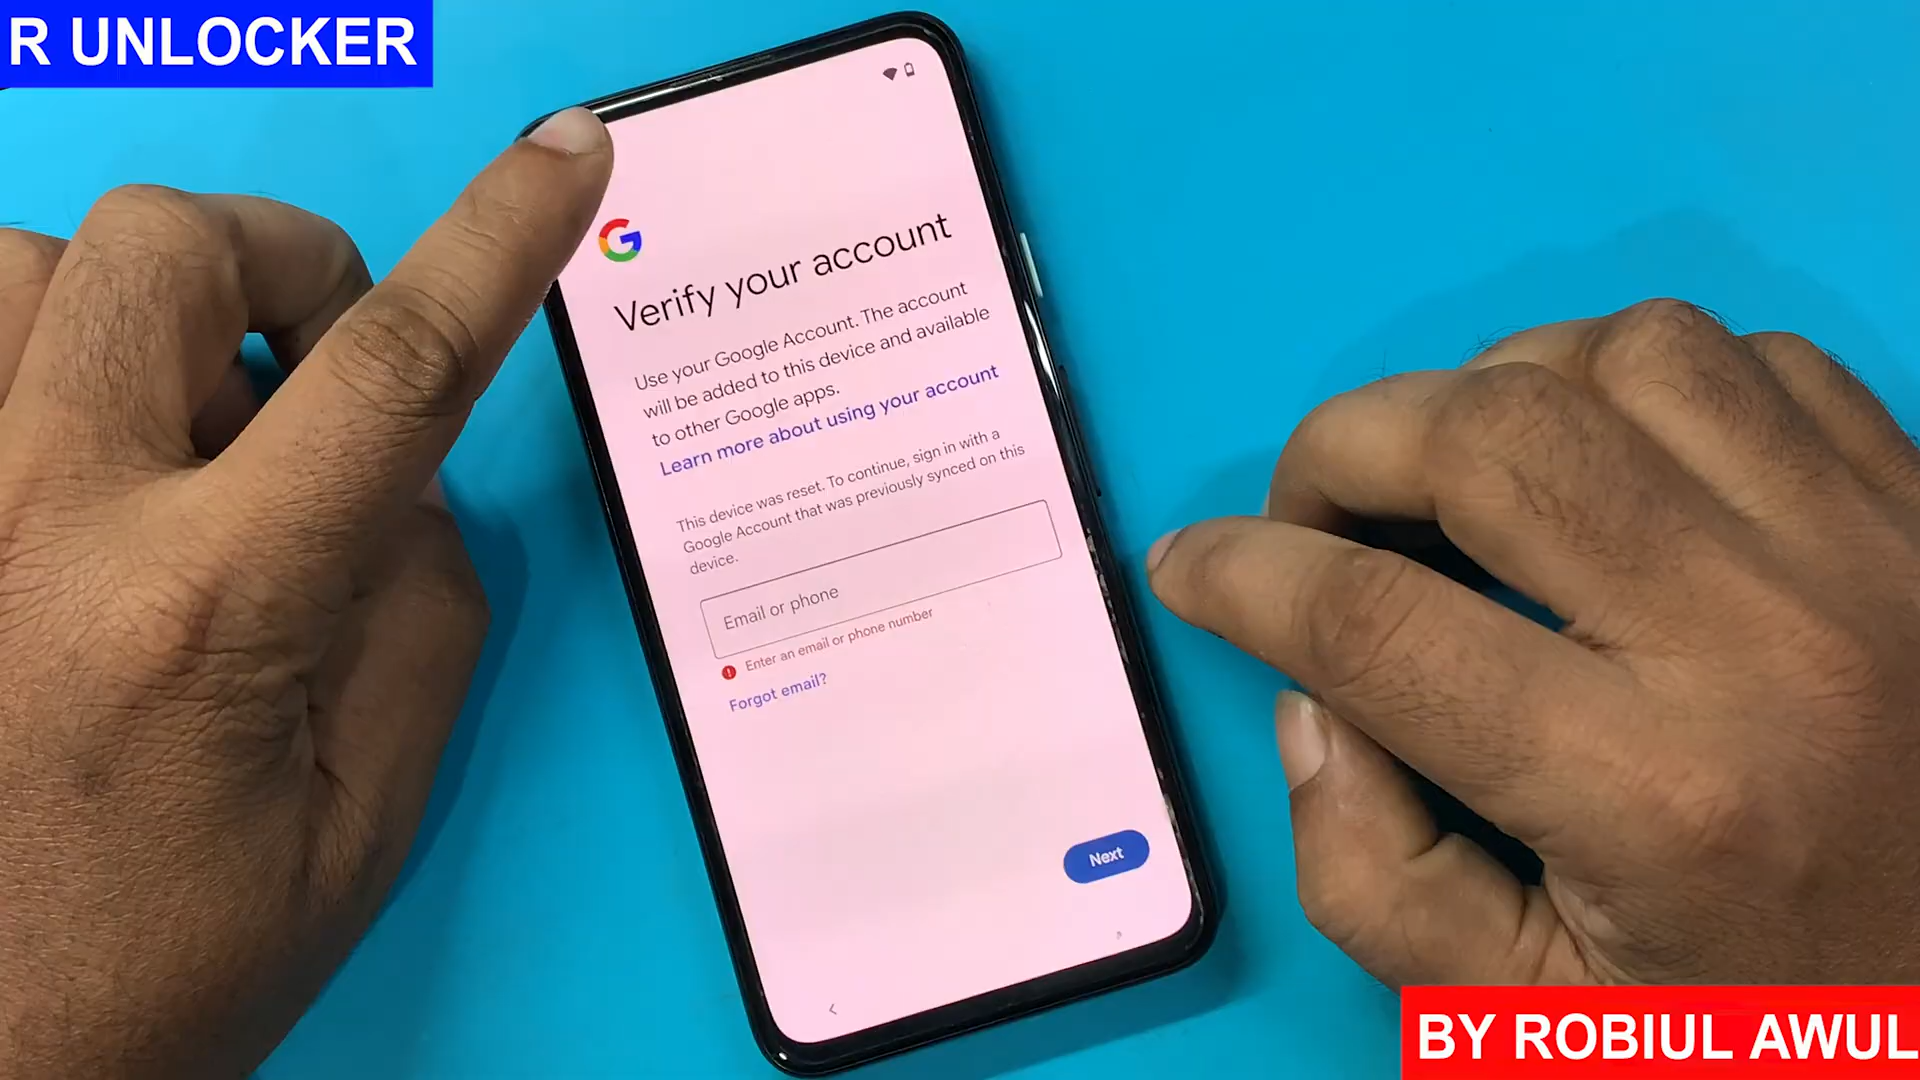 R UNLOCKER
Verify your account
Use your Google Account. The account
will be added to this device and available
to other Google apps.
Learn more about using your account
This device was reset. To continue, sign in with a
Google Account that was previously synced on this
device.
Email or phone
Enter an email or phone number
Forgot email?
Next
BY ROBIUL AWUL